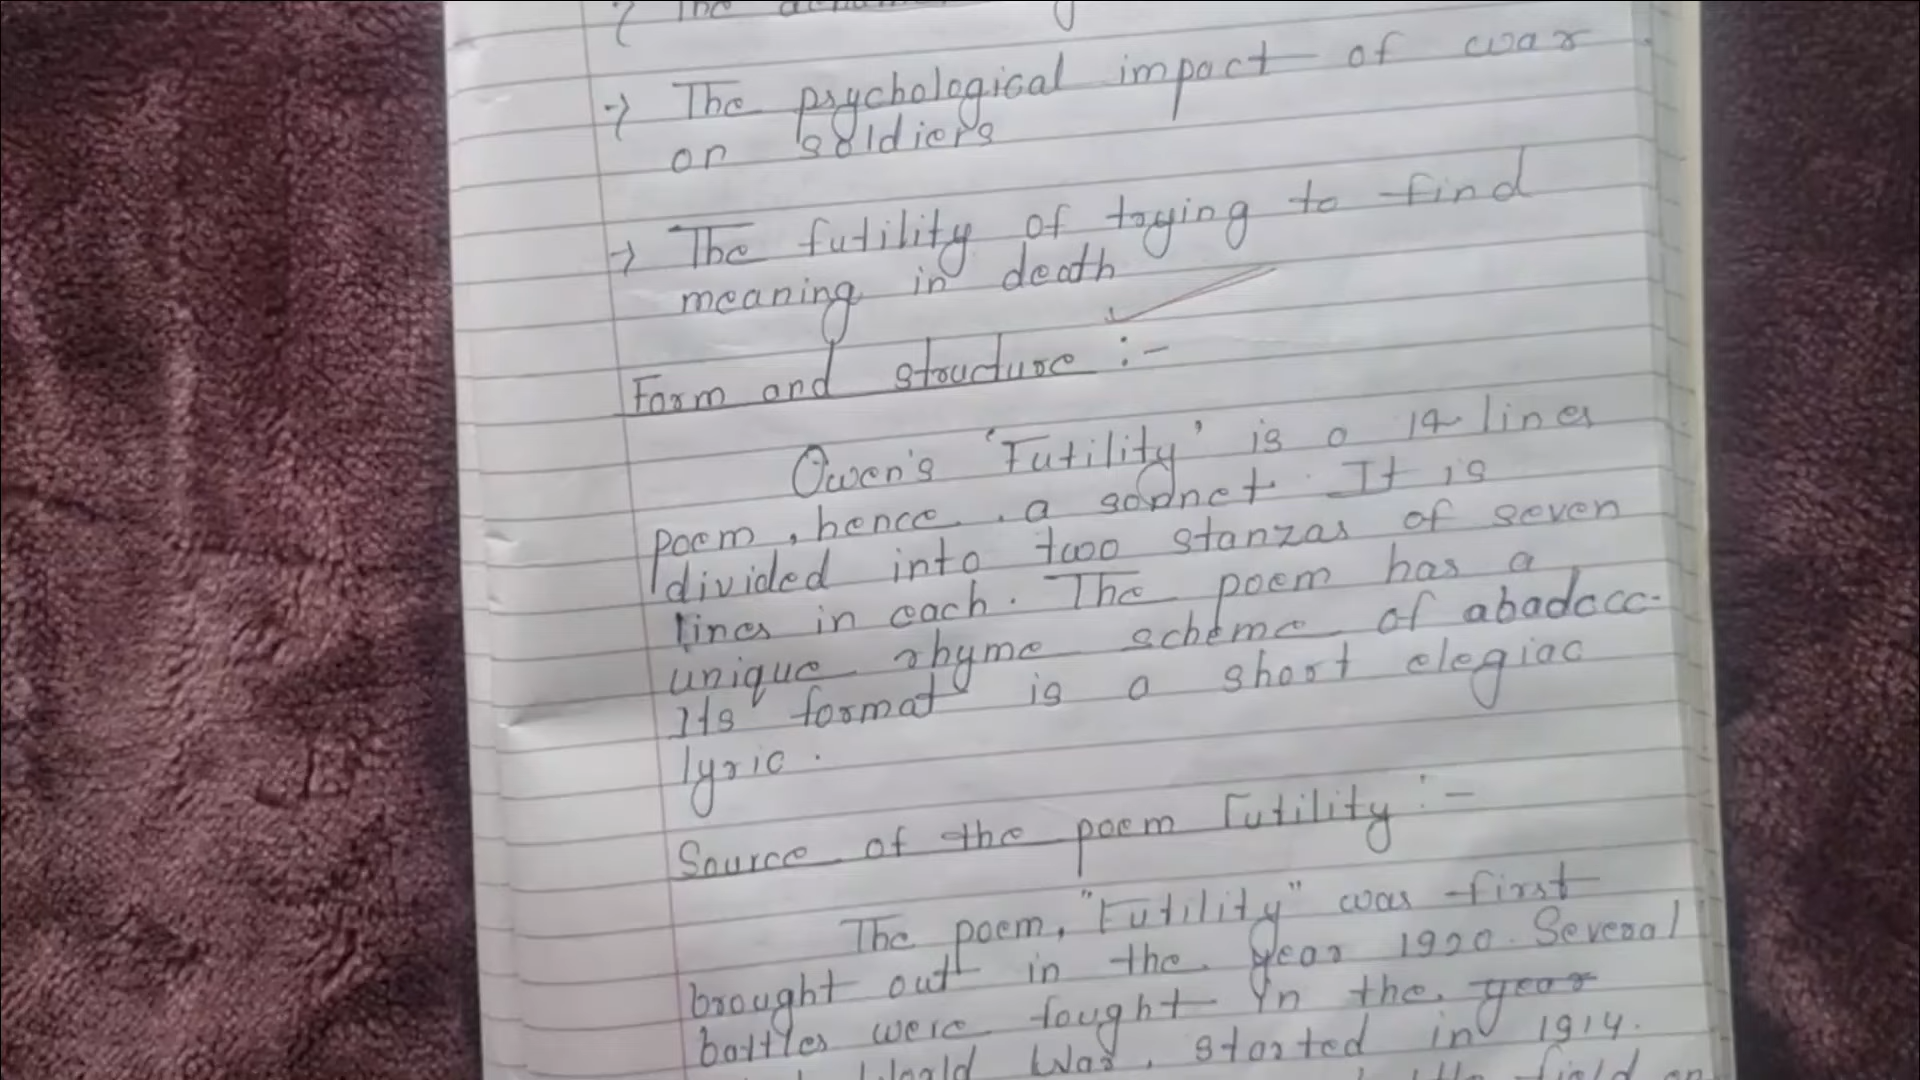 → The psychological impact of war
on soldiers
→ The futility of trying to find
meaning in death
Form and structure :-
Owen's 'Futility' is a 14 lines
poem, hence, a sonnet. It is
divided into two stanzas of seven
lines in each. The poem has a
unique rhyme scheme of abadccc.
Its format is a short elegiac
lyric.
Source of the poem Futility :-
The poem, "Futility" was first
brought out in the year 1920. Several
battles were fought in the year
World War, started in 1914.
field on